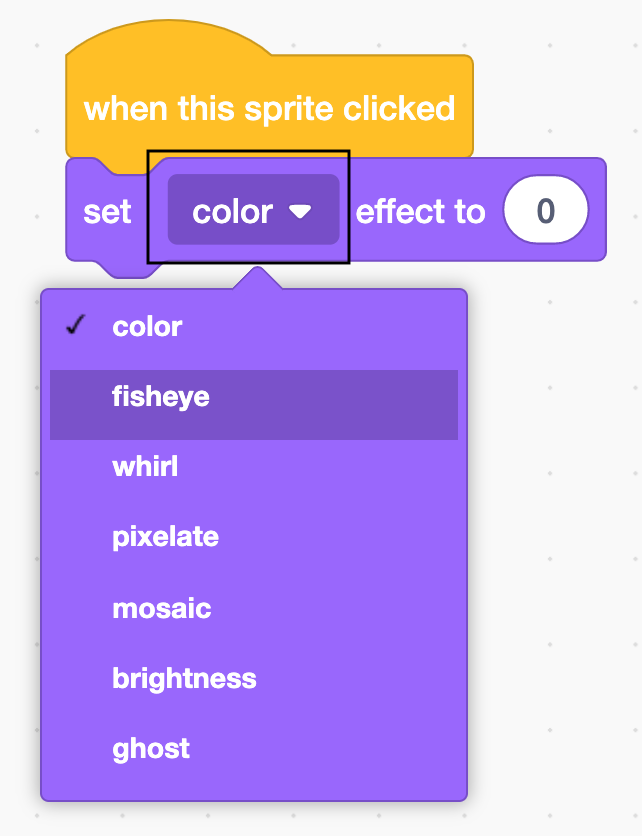 when this sprite clicked
set color effect to 0
✓ color
fisheye
whirl
pixelate
mosaic
brightness
ghost